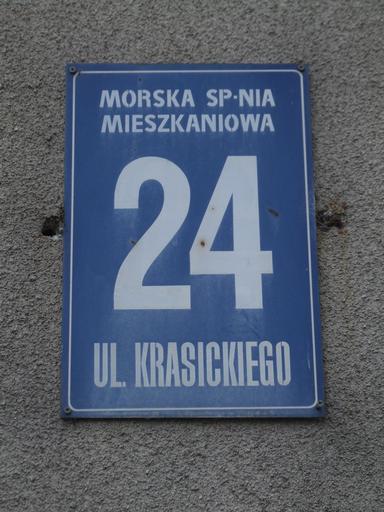 MORSKA SP-NIA
MIESZKANIOWA
24
UL. KRASICKIEGO